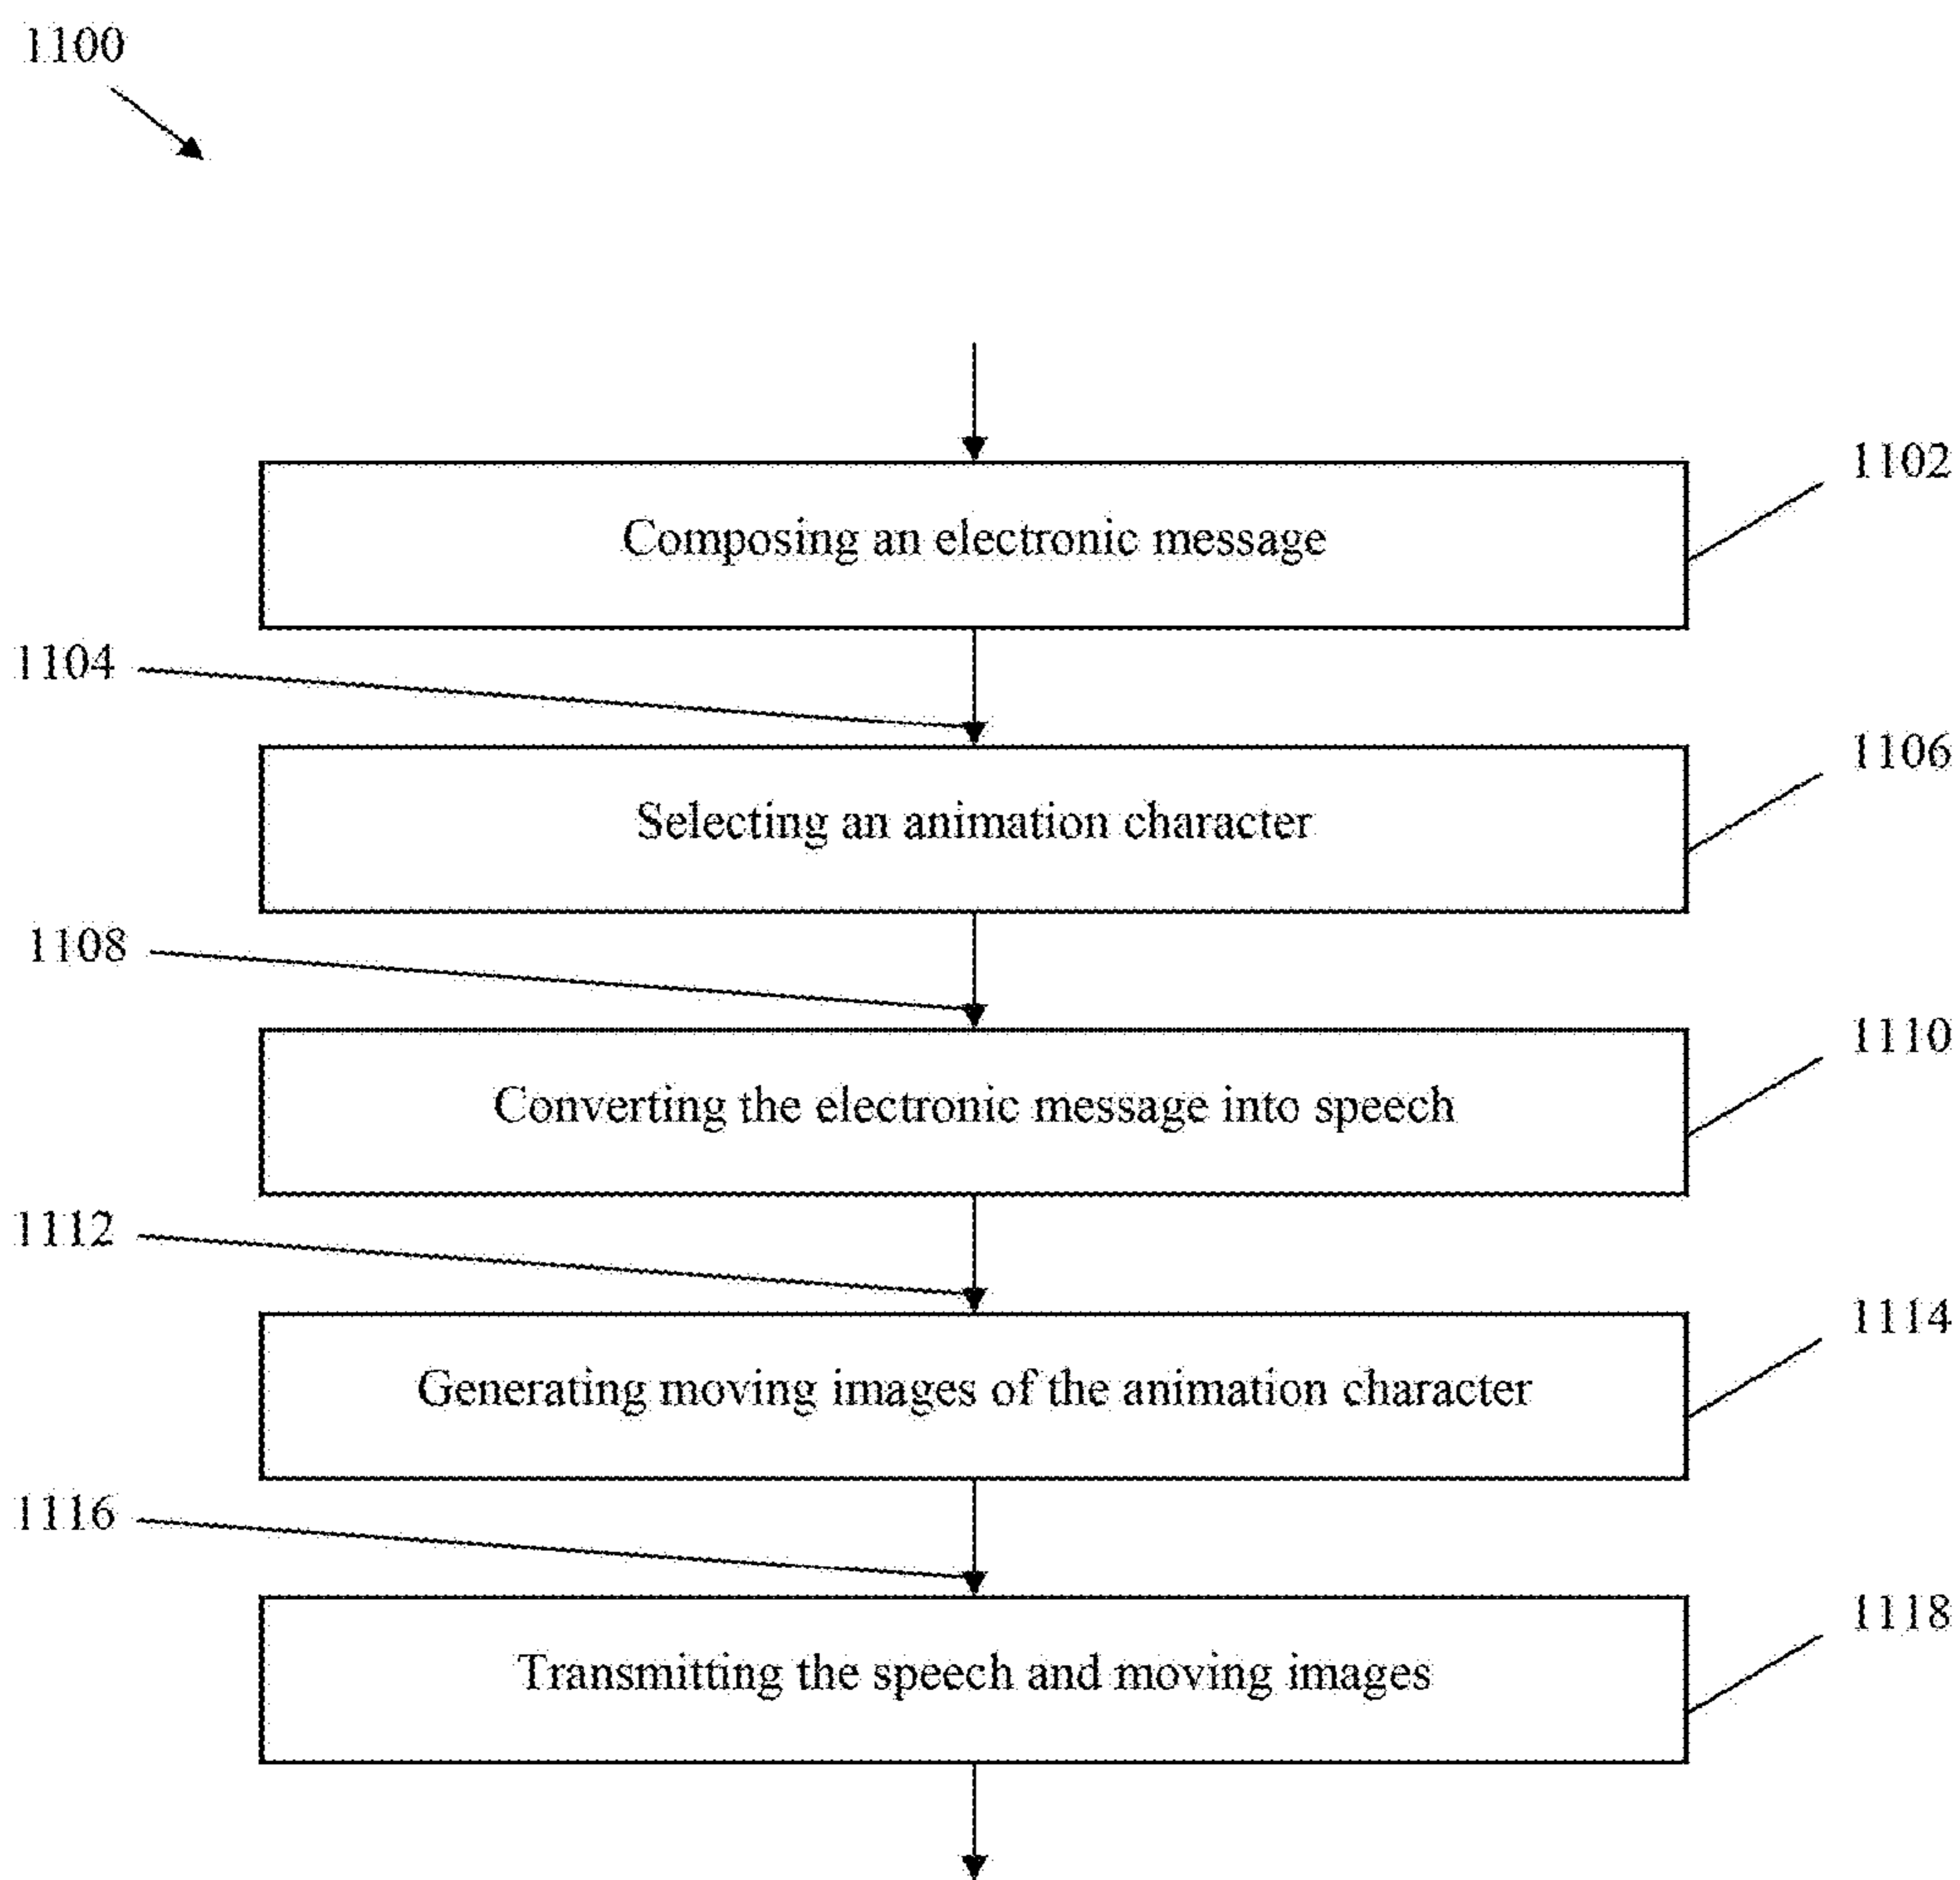 1100
1102
Composing an electronic message
1104
1106
Selecting an animation character
1108
1110
Converting the electronic message into speech
1112
1114
Generating moving images of the animation character
1116
1118
Transmitting the speech and moving images